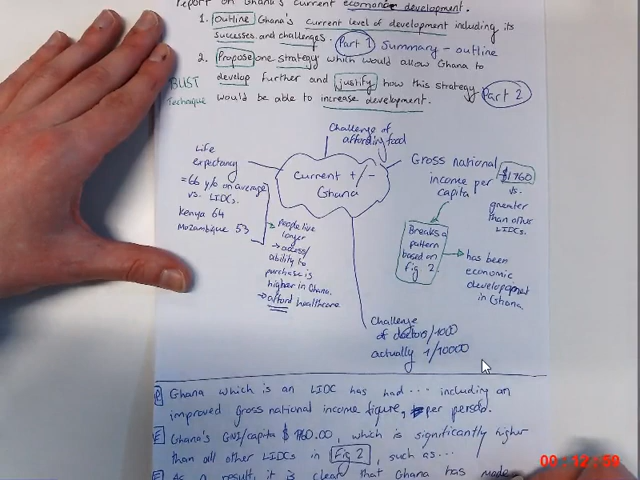 report on Ghana's current economic development.
1. Outline Ghana's current level of development including its
successes and challenges. Part 1 Summary - outline
2. Propose one strategy which would allow Ghana to
develop further and justify how this strategy Part 2
would be able to increase development.
BUST
Technique
Challenge of
affording food
Life
expectancy
= 66 y/o on average
vs. LIDCs.
Kenya 64
Mozambique 53
Current +/-
Ghana
Gross national
income per
capita
$1760
vs.
greater
than other
LIDCs.
people live
longer
→ access/
ability to
purchase is
higher in Ghana.
→ afford healthcare
Breaks a
pattern
based on
fig 2.
→ has been
economic
development
in Ghana
Challenge
of doctors/1000
actually 1/10000
P Ghana which is an LIDC has had ... including an
improved gross national income figure, per person.
E Ghana's GNI/capita $1760.00, which is significantly higher
than all other LIDCs in Fig 2, such as...
E As a result, it is clear that Ghana has made
00:12:59